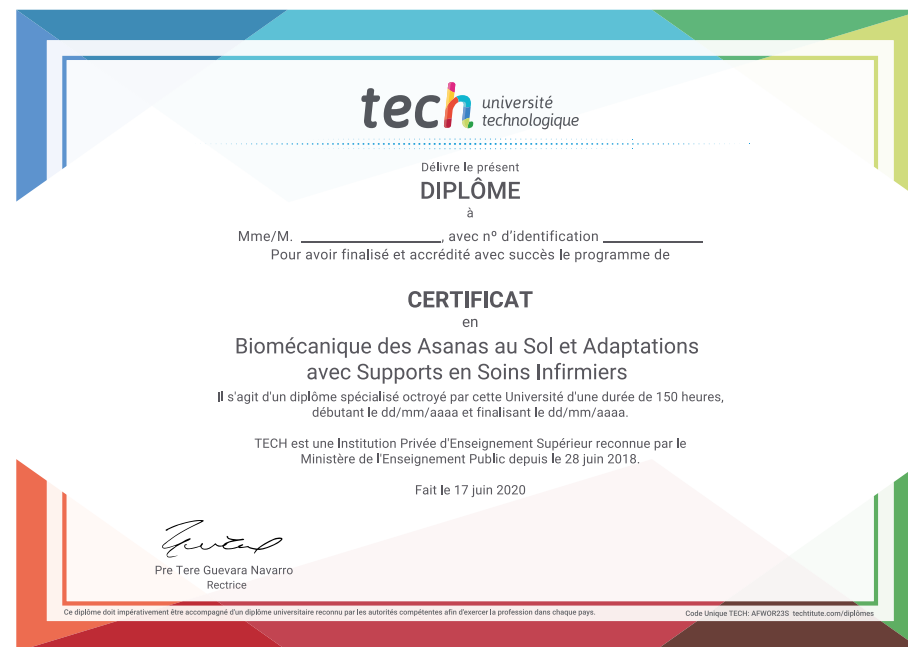 tech université
technologique
Délivre le présent
DIPLÔME
à
Mme/M. ____________________, avec nº d'identification ______________
Pour avoir finalisé et accrédité avec succès le programme de
CERTIFICAT
en
Biomécanique des Asanas au Sol et Adaptations
avec Supports en Soins Infirmiers
Il s'agit d'un diplôme spécialisé octroyé par cette Université d'une durée de 150 heures,
débutant le dd/mm/aaaa et finalisant le dd/mm/aaaa.
TECH est une Institution Privée d'Enseignement Supérieur reconnue par le
Ministère de l'Enseignement Public depuis le 28 juin 2018.
Fait le 17 juin 2020
Pre Tere Guevara Navarro
Rectrice
Ce diplôme doit impérativement être accompagné d'un diplôme universitaire reconnu par les autorités compétentes afin d'exercer la profession dans chaque pays.
Code Unique TECH: AFWOR23S techtitute.com/diplômes